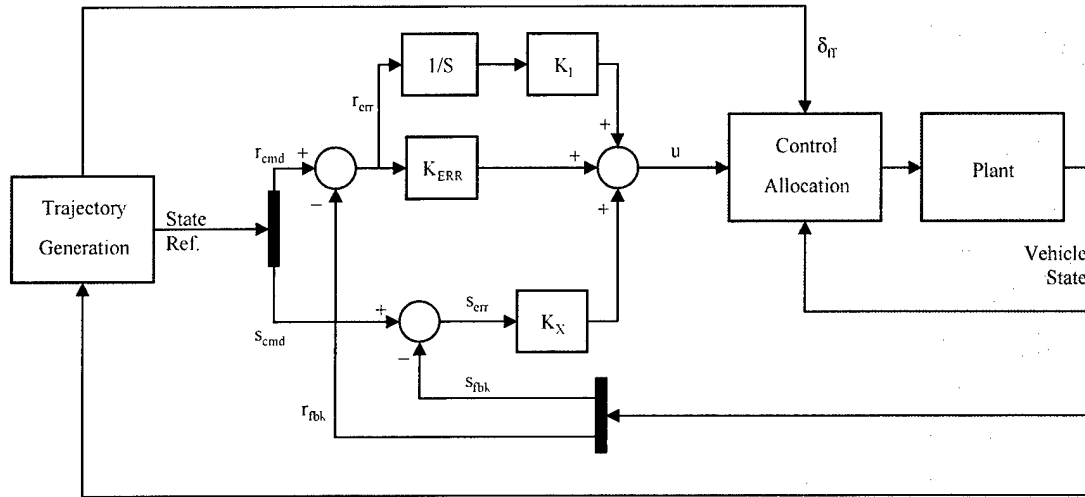 δff
1/S
KI
rerr
+
rcmd
+
KERR
+
u
Control
Allocation
Plant
−
+
Trajectory
Generation
State
Ref.
Vehicle
State
serr
+
KX
scmd
−
sfbk
rfbk